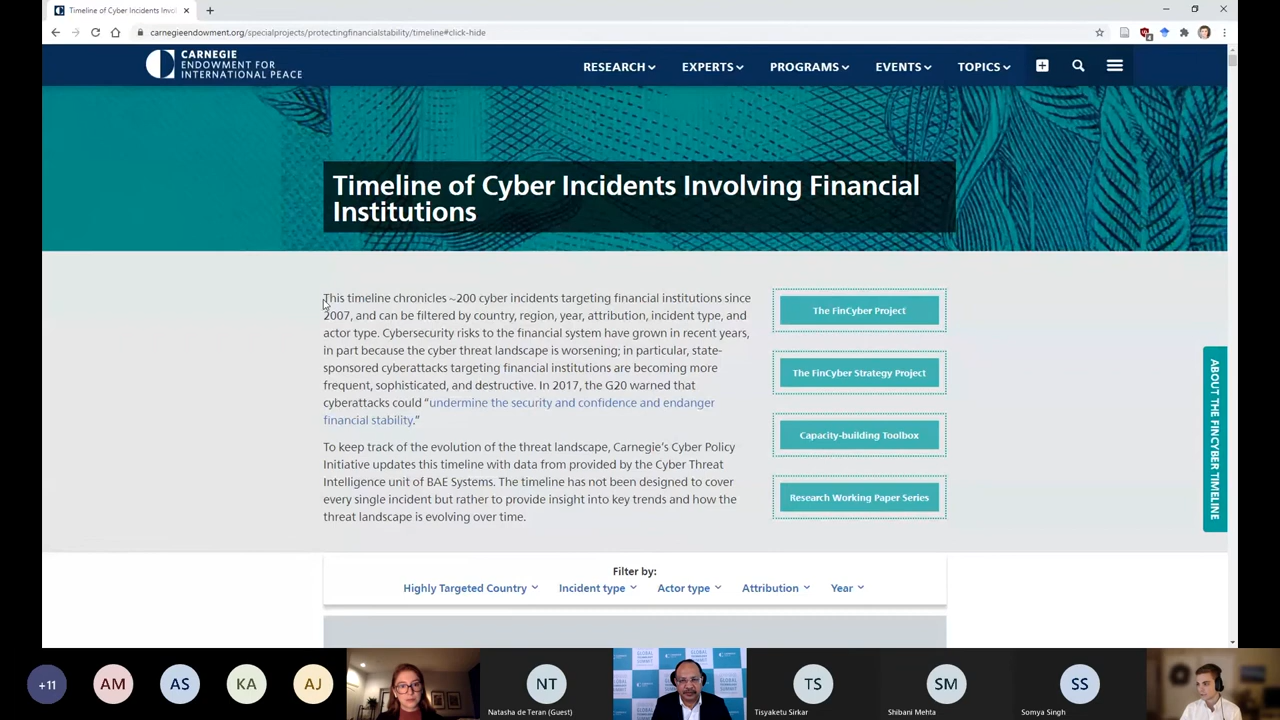 Timeline of Cyber Incidents Invol
carnegieendowment.org/specialprojects/protectingfinancialstability/timeline#click-hide
CARNEGIE
ENDOWMENT FOR
INTERNATIONAL PEACE
RESEARCH EXPERTS PROGRAMS EVENTS TOPICS
Timeline of Cyber Incidents Involving Financial
Institutions
This timeline chronicles ~200 cyber incidents targeting financial institutions since
2007, and can be filtered by country, region, year, attribution, incident type, and
actor type. Cybersecurity risks to the financial system have grown in recent years,
in part because the cyber threat landscape is worsening; in particular, state-
sponsored cyberattacks targeting financial institutions are becoming more
frequent, sophisticated, and destructive. In 2017, the G20 warned that
cyberattacks could “undermine the security and confidence and endanger
financial stability.”
To keep track of the evolution of the threat landscape, Carnegie’s Cyber Policy
Initiative updates this timeline with data from provided by the Cyber Threat
Intelligence unit of BAE Systems. The timeline has not been designed to cover
every single incident but rather to provide insight into key trends and how the
threat landscape is evolving over time.
The FinCyber Project
The FinCyber Strategy Project
Capacity-building Toolbox
Research Working Paper Series
ABOUT THE FINCYBER TIMELINE
Filter by:
Highly Targeted Country Incident type Actor type Attribution Year
+11 AM AS KA AJ NT TS SM SS
GLOBAL
TECHNOLOGY
SUMMIT
Natasha de Teran (Guest) Tisyaketu Sirkar Shibani Mehta Somya Singh